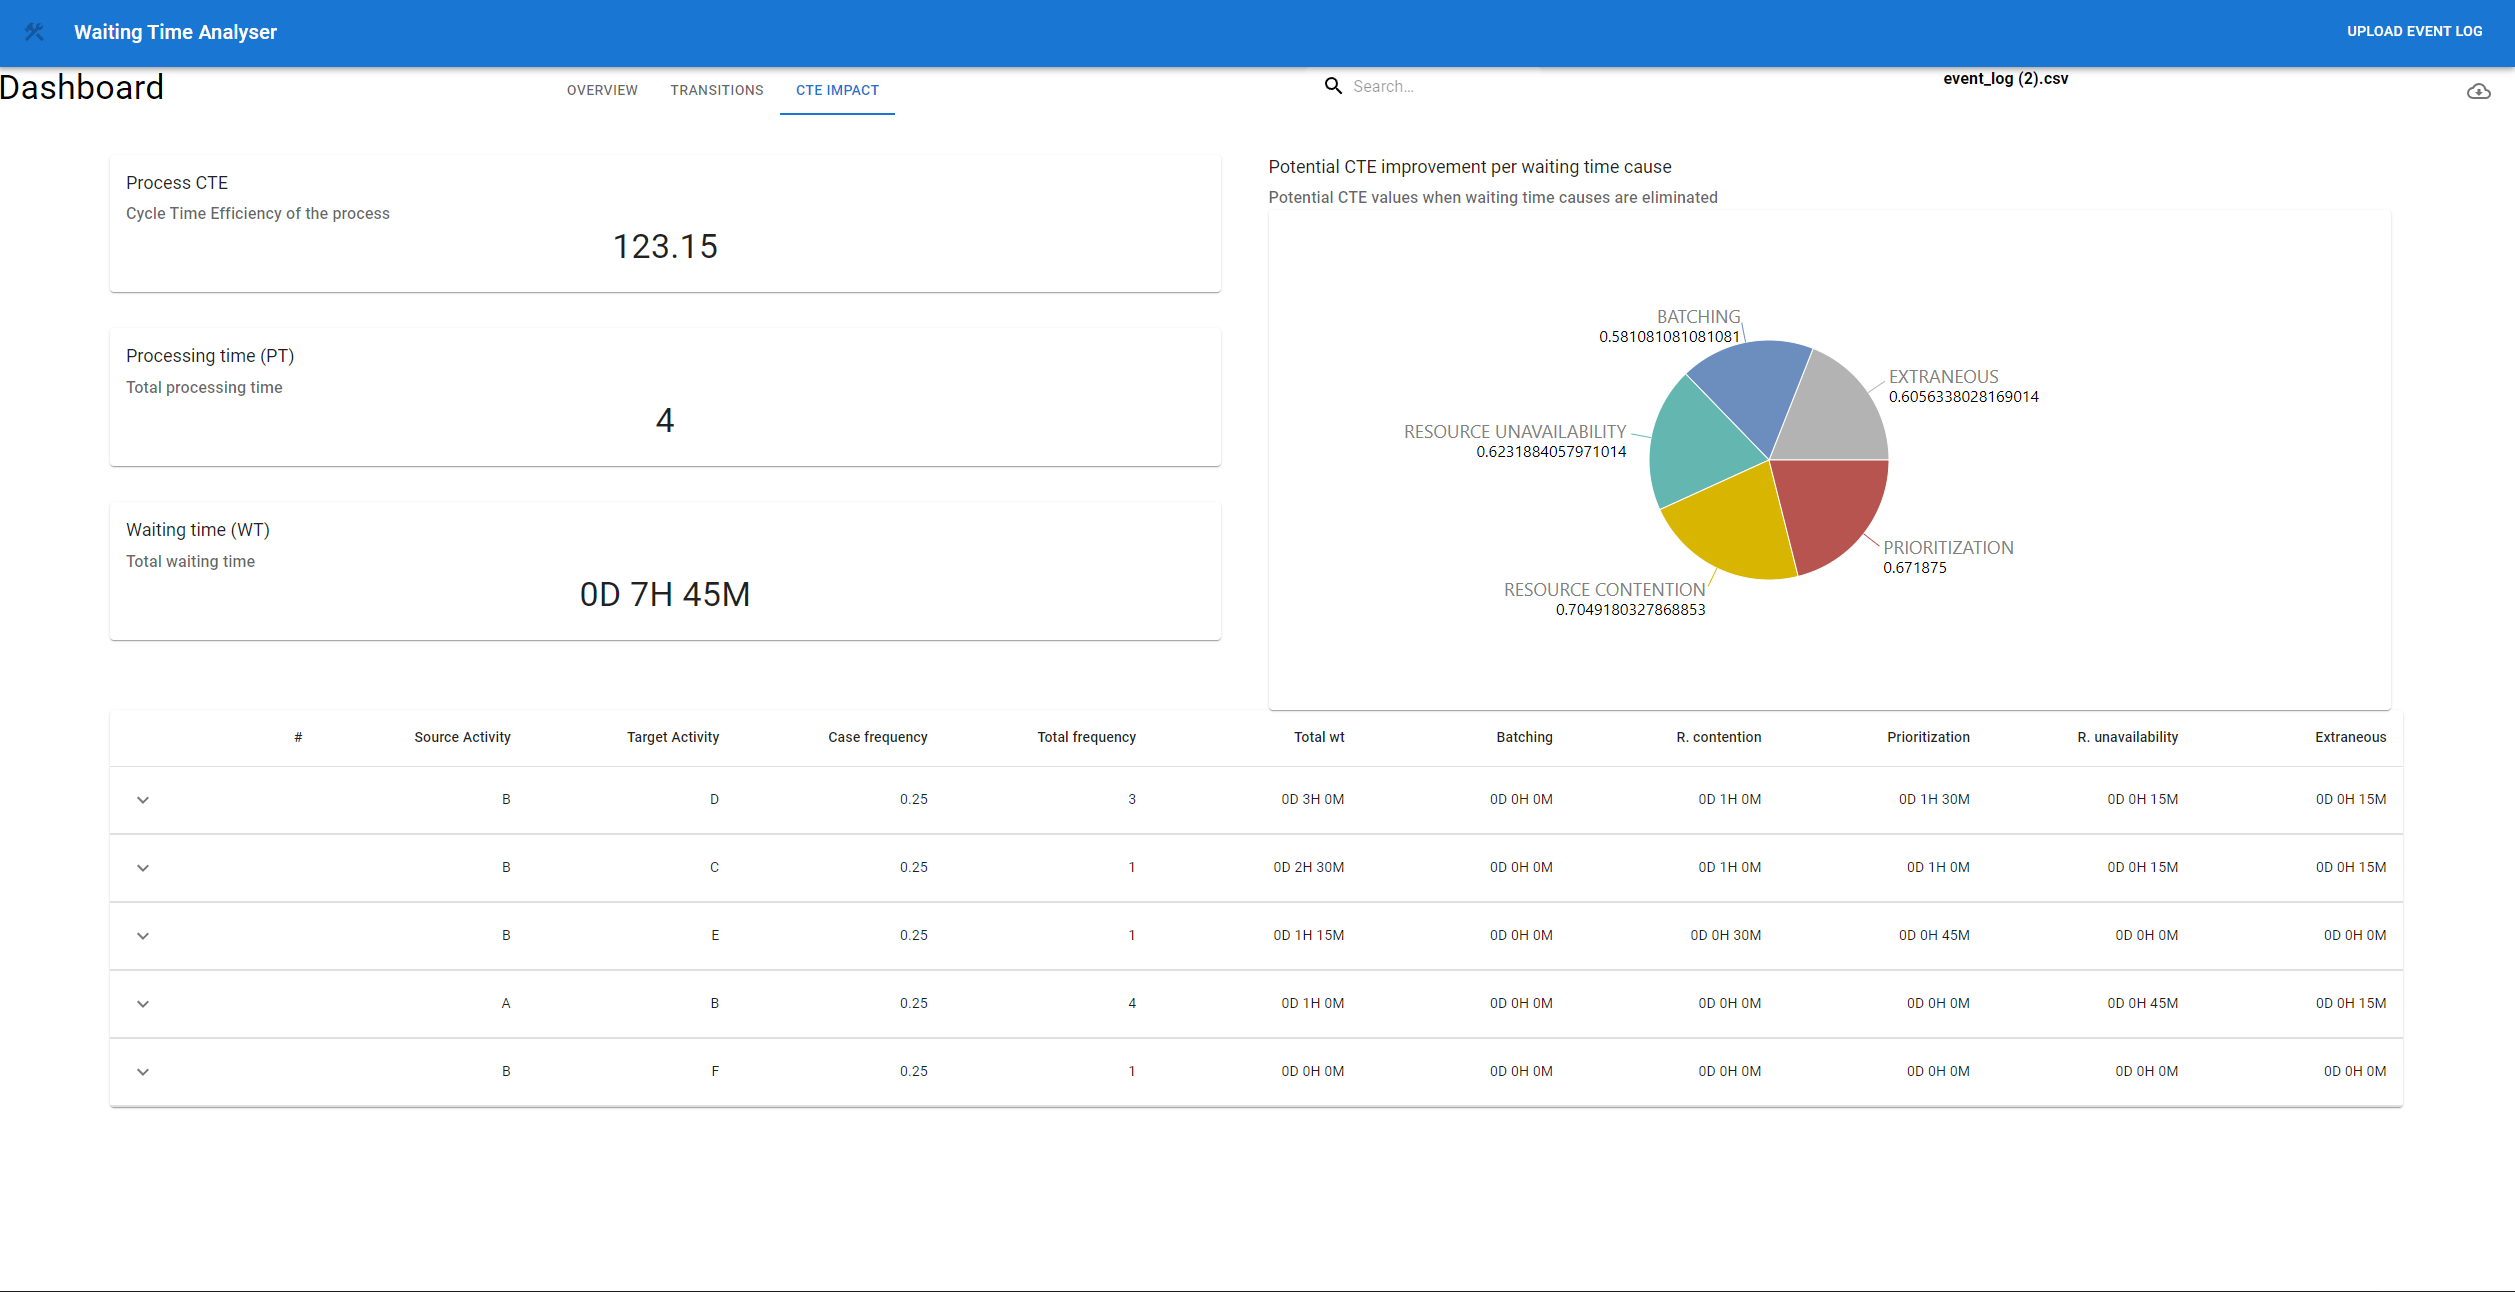 Waiting Time Analyser
UPLOAD EVENT LOG
Dashboard
OVERVIEW TRANSITIONS CTE IMPACT
Search…
event_log (2).csv
Process CTE
Cycle Time Efficiency of the process
123.15
Processing time (PT)
Total processing time
4
Waiting time (WT)
Total waiting time
0D 7H 45M
Potential CTE improvement per waiting time cause
Potential CTE values when waiting time causes are eliminated
BATCHING
0.581081081081081
EXTRANEOUS
0.6056338028169014
RESOURCE UNAVAILABILITY
0.6231884057971014
PRIORITIZATION
0.671875
RESOURCE CONTENTION
0.7049180327868853
# Source Activity Target Activity Case frequency Total frequency Total wt Batching R. contention Prioritization R. unavailability Extraneous
B D 0.25 3 0D 3H 0M 0D 0H 0M 0D 1H 0M 0D 1H 30M 0D 0H 15M 0D 0H 15M
B C 0.25 1 0D 2H 30M 0D 0H 0M 0D 1H 0M 0D 1H 0M 0D 0H 15M 0D 0H 15M
B E 0.25 1 0D 1H 15M 0D 0H 0M 0D 0H 30M 0D 0H 45M 0D 0H 0M 0D 0H 0M
A B 0.25 4 0D 1H 0M 0D 0H 0M 0D 0H 0M 0D 0H 0M 0D 0H 45M 0D 0H 15M
B F 0.25 1 0D 0H 0M 0D 0H 0M 0D 0H 0M 0D 0H 0M 0D 0H 0M 0D 0H 0M